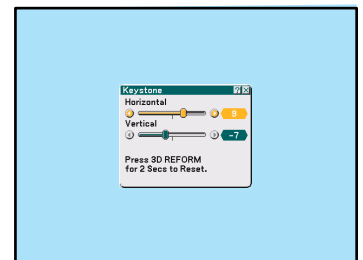 Keystone
Horizontal
9
Vertical
-7
Press 3D REFORM
for 2 Secs to Reset.